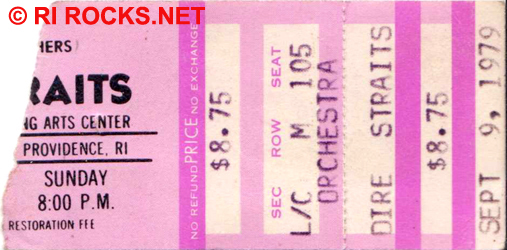 © RI ROCKS.NET
HERS)
RAITS
NG ARTS CENTER
PROVIDENCE, RI
SUNDAY
8:00 P.M.
RESTORATION FEE
NO REFUND PRICE NO EXCHANGE
$8.75
SEC ROW SEAT
L/C M 105
ORCHESTRA
DIRE STRAITS
$8.75
SEPT 9, 1979